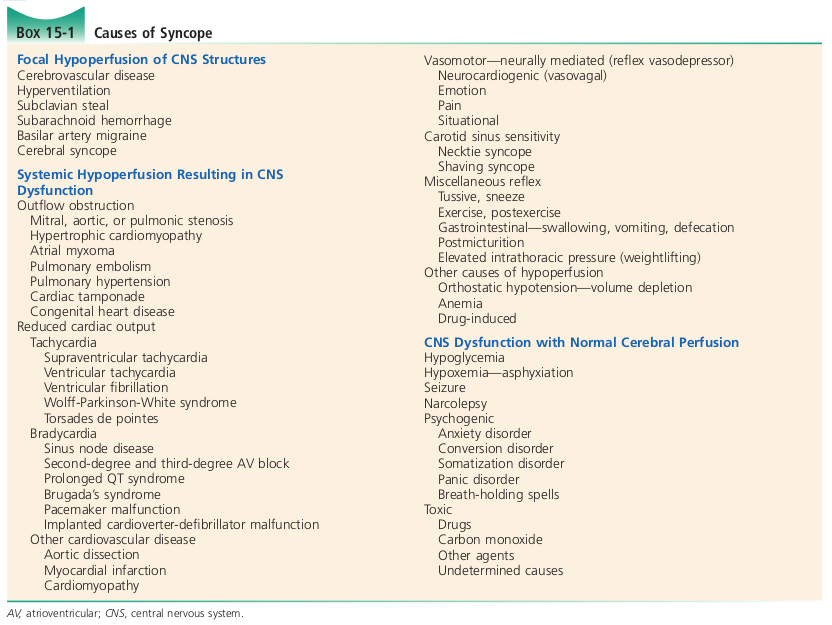 Box 15-1 Causes of Syncope
Focal Hypoperfusion of CNS Structures
Cerebrovascular disease
Hyperventilation
Subclavian steal
Subarachnoid hemorrhage
Basilar artery migraine
Cerebral syncope
Systemic Hypoperfusion Resulting in CNS
Dysfunction
Outflow obstruction
Mitral, aortic, or pulmonic stenosis
Hypertrophic cardiomyopathy
Atrial myxoma
Pulmonary embolism
Pulmonary hypertension
Cardiac tamponade
Congenital heart disease
Reduced cardiac output
Tachycardia
Supraventricular tachycardia
Ventricular tachycardia
Ventricular fibrillation
Wolff-Parkinson-White syndrome
Torsades de pointes
Bradycardia
Sinus node disease
Second-degree and third-degree AV block
Prolonged QT syndrome
Brugada's syndrome
Pacemaker malfunction
Implanted cardioverter-defibrillator malfunction
Other cardiovascular disease
Aortic dissection
Myocardial infarction
Cardiomyopathy
Vasomotor—neurally mediated (reflex vasodepressor)
Neurocardiogenic (vasovagal)
Emotion
Pain
Situational
Carotid sinus sensitivity
Necktie syncope
Shaving syncope
Miscellaneous reflex
Tussive, sneeze
Exercise, postexercise
Gastrointestinal—swallowing, vomiting, defecation
Postmicturition
Elevated intrathoracic pressure (weightlifting)
Other causes of hypoperfusion
Orthostatic hypotension—volume depletion
Anemia
Drug-induced
CNS Dysfunction with Normal Cerebral Perfusion
Hypoglycemia
Hypoxemia—asphyxiation
Seizure
Narcolepsy
Psychogenic
Anxiety disorder
Conversion disorder
Somatization disorder
Panic disorder
Breath-holding spells
Toxic
Drugs
Carbon monoxide
Other agents
Undetermined causes
AV, atrioventricular; CNS, central nervous system.